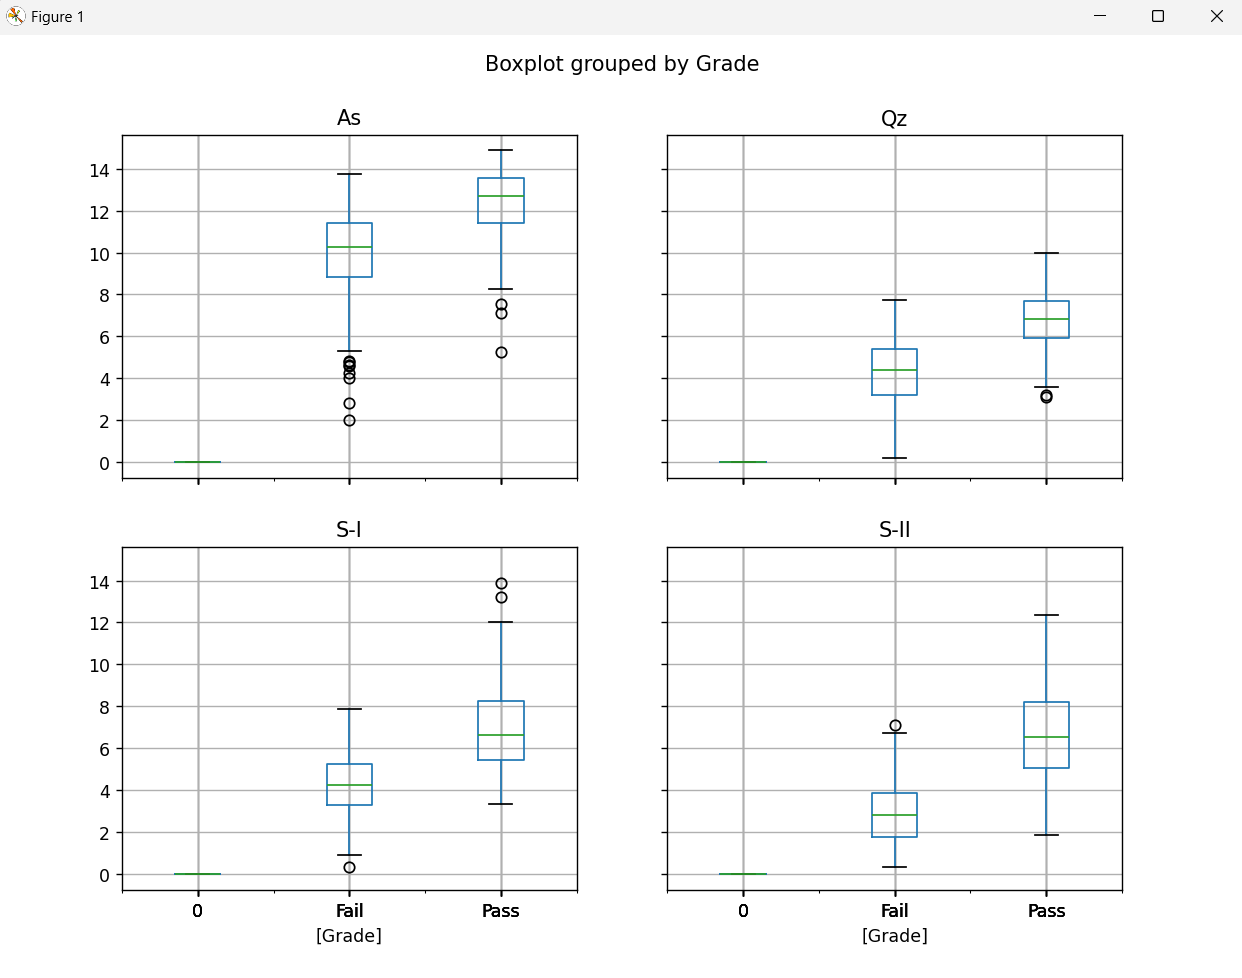 Figure 1
Boxplot grouped by Grade
As
Qz
14
12
10
8
6
4
2
0
S-I
S-II
14
12
10
8
6
4
2
0
0 Fail Pass
0 Fail Pass
[Grade]
[Grade]